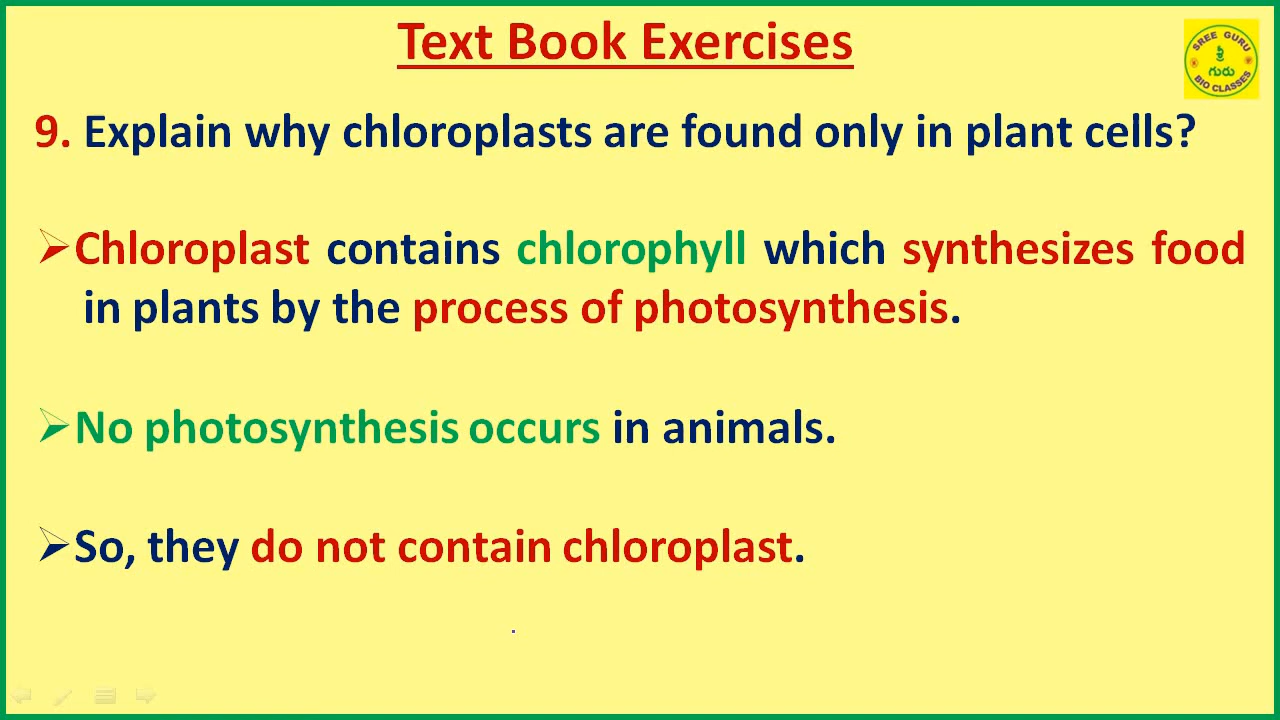 Text Book Exercises
SREE GURU
శ్రీ
గురు
BIO CLASSES
9. Explain why chloroplasts are found only in plant cells?
➢Chloroplast contains chlorophyll which synthesizes food
in plants by the process of photosynthesis.
➢No photosynthesis occurs in animals.
➢So, they do not contain chloroplast.